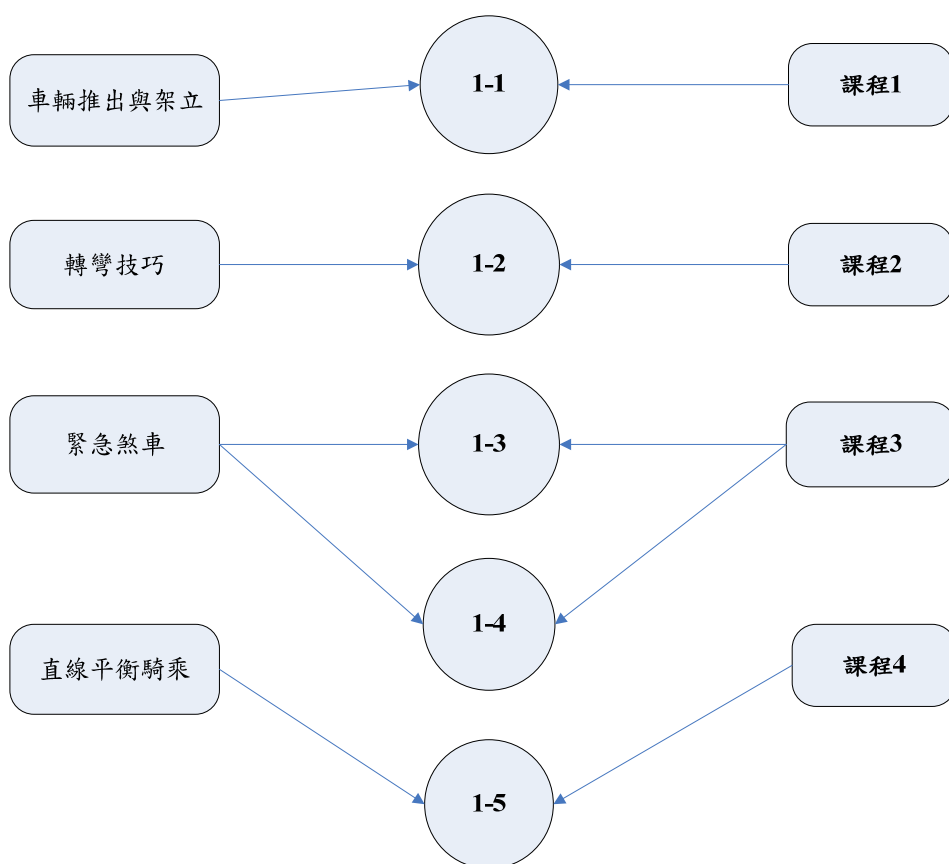 車輛推出與架立
1-1
課程1
轉彎技巧
1-2
課程2
緊急煞車
1-3
課程3
1-4
直線平衡騎乘
課程4
1-5